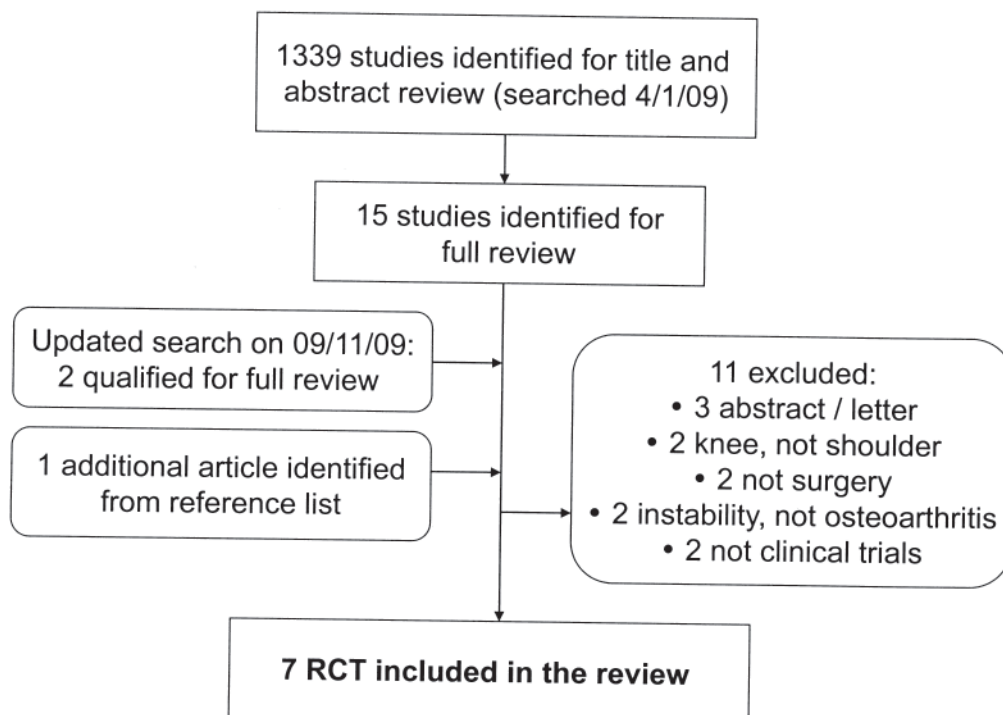 1339 studies identified for title and
abstract review (searched 4/1/09)
15 studies identified for
full review
Updated search on 09/11/09:
2 qualified for full review
1 additional article identified
from reference list
11 excluded:
• 3 abstract / letter
• 2 knee, not shoulder
• 2 not surgery
• 2 instability, not osteoarthritis
• 2 not clinical trials
7 RCT included in the review